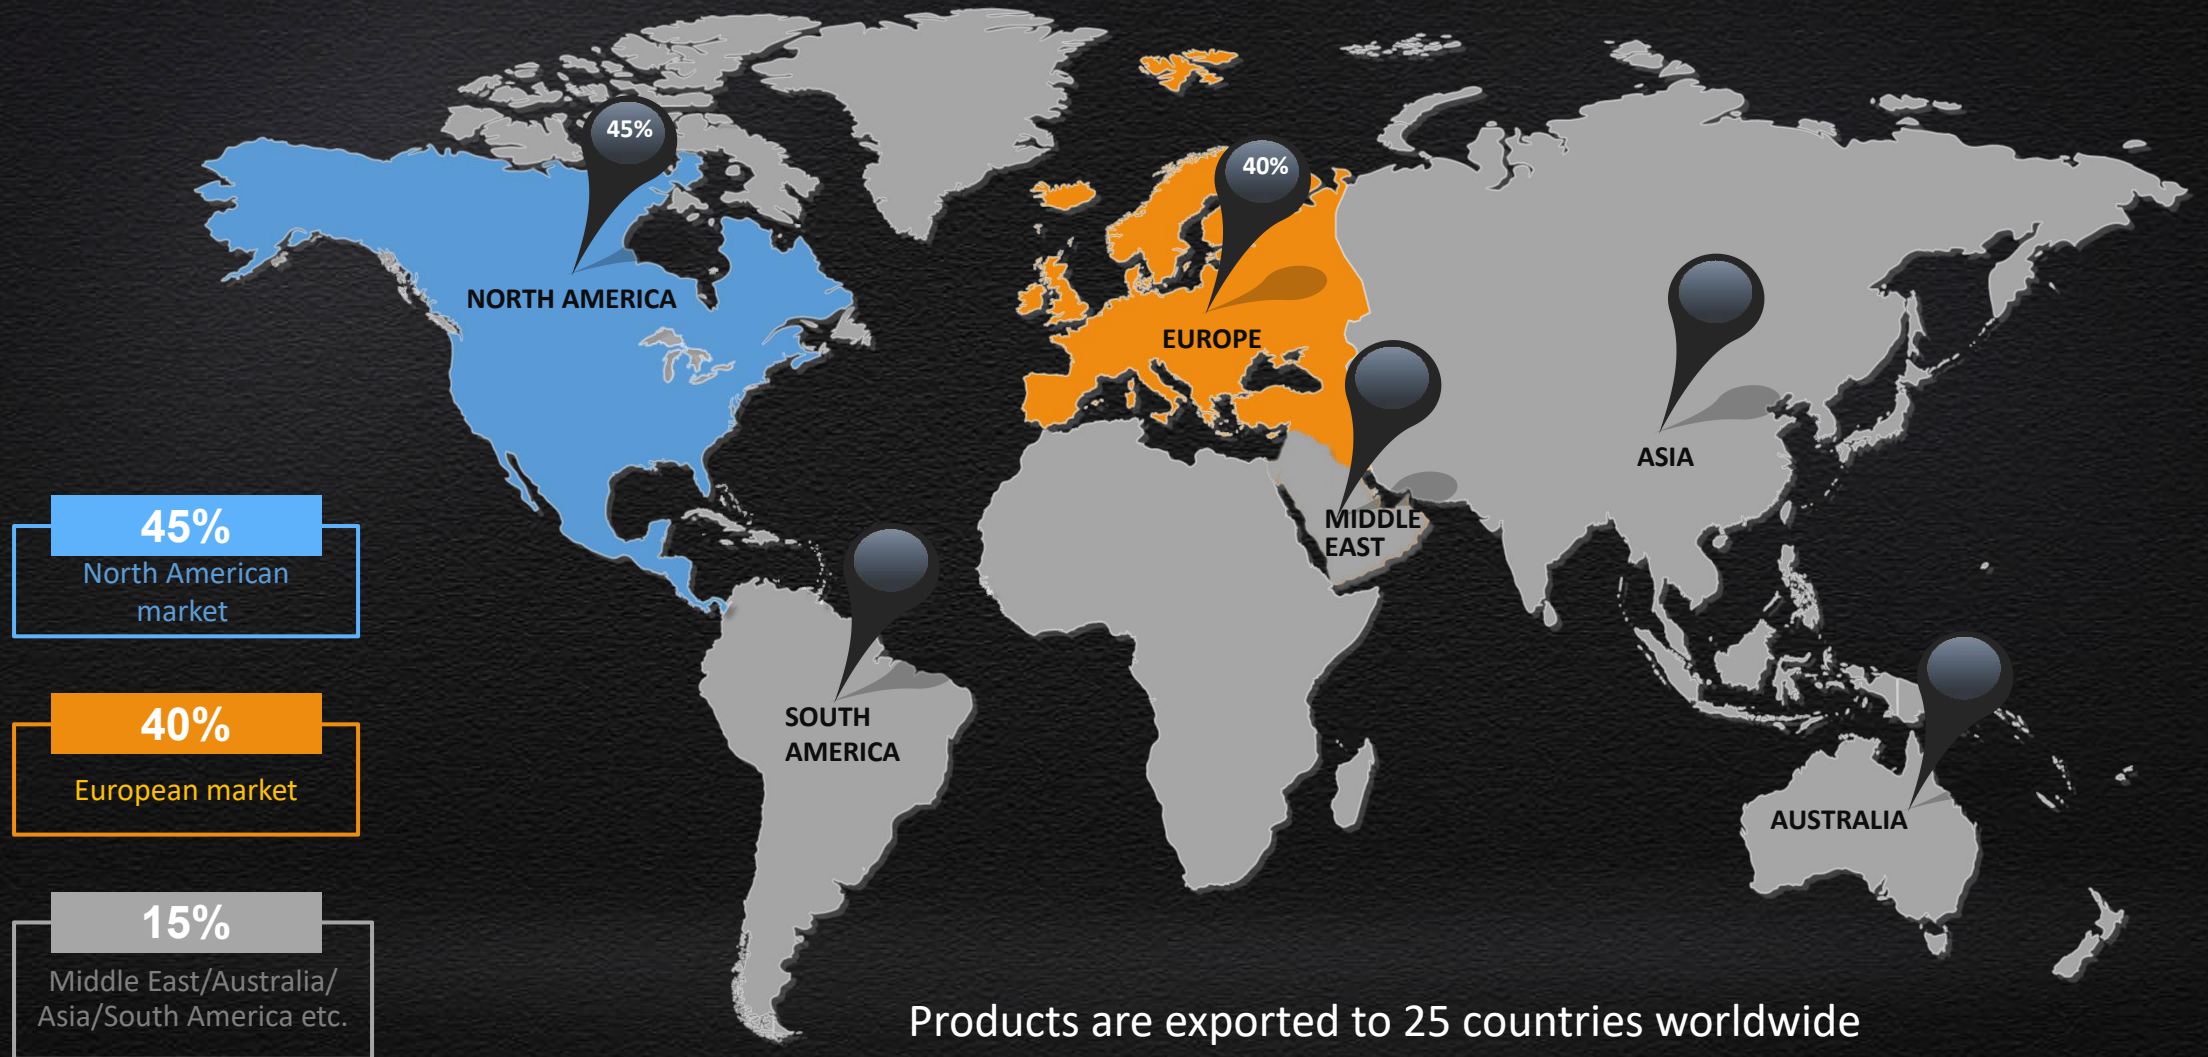 45%
40%
NORTH AMERICA
EUROPE
ASIA
MIDDLE
EAST
SOUTH
AMERICA
AUSTRALIA
45%
North American
market
40%
European market
15%
Middle East/Australia/
Asia/South America etc.
Products are exported to 25 countries worldwide